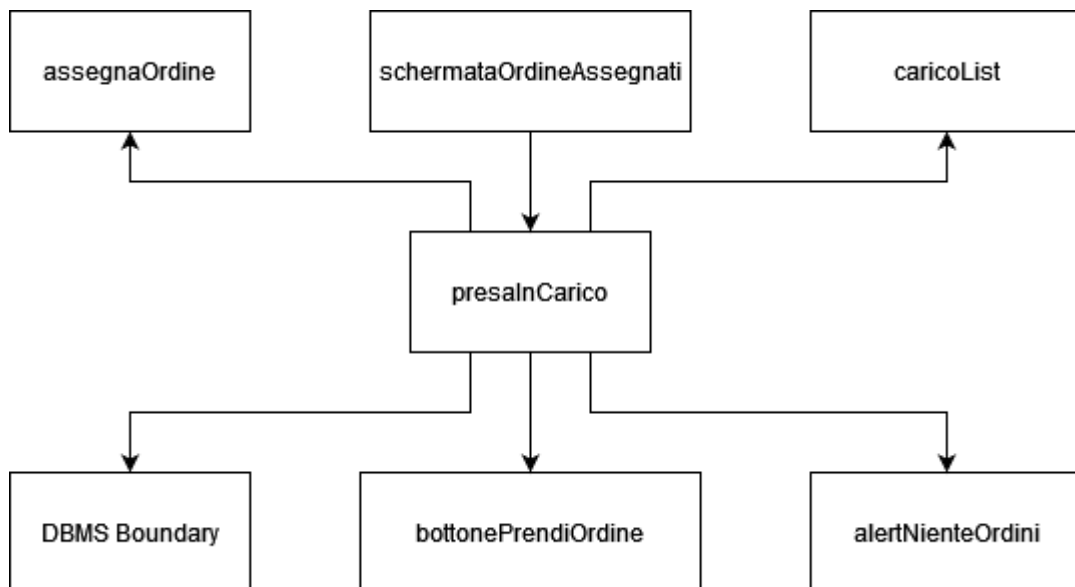 assegnaOrdine
schermataOrdineAssegnati
caricoList
presaInCarico
DBMS Boundary
bottonePrendiOrdine
alertNienteOrdini